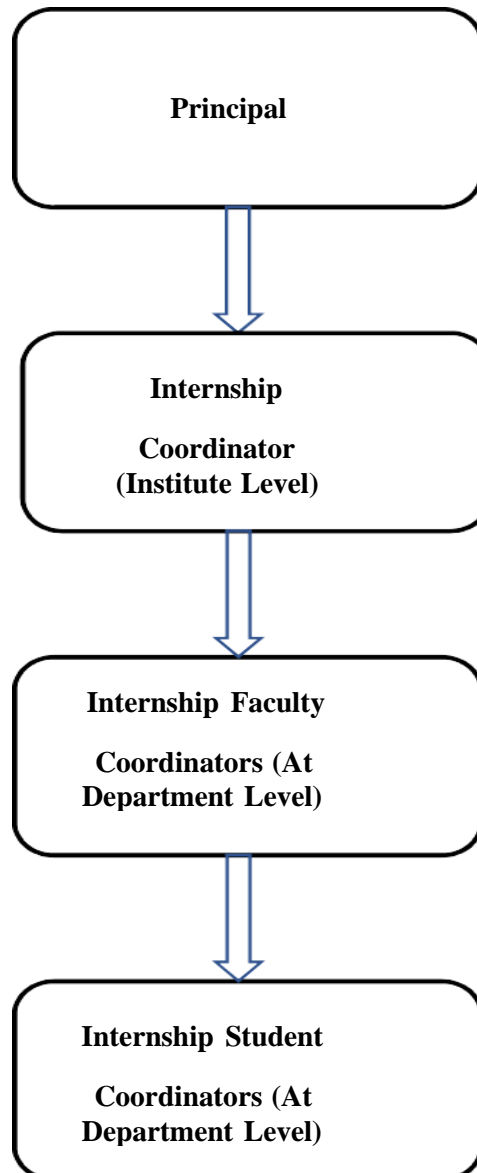 Principal
Internship
Coordinator
(Institute Level)
Internship Faculty
Coordinators (At
Department Level)
Internship Student
Coordinators (At
Department Level)